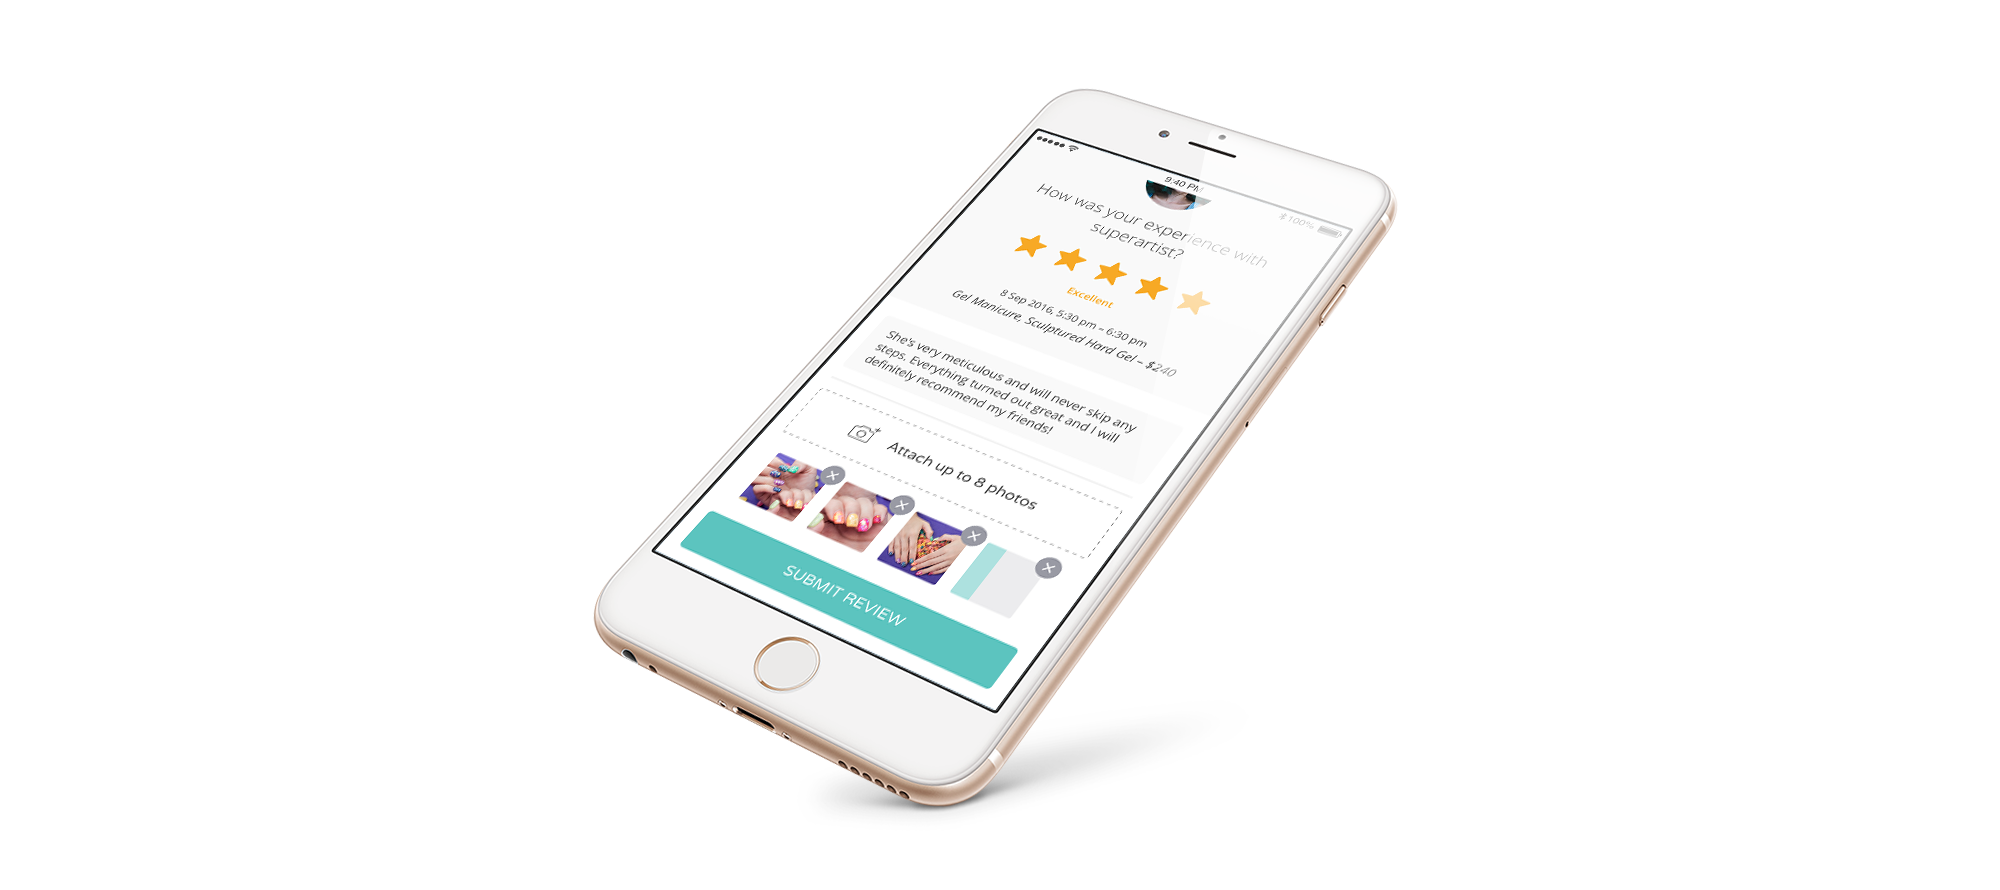 9:40 PM
100%
How was your experience with
superartist?
Excellent
8 Sep 2016, 5:30 pm – 6:30 pm
Gel Manicure, Sculptured Hard Gel – $240
She's very meticulous and will never skip any
steps. Everything turned out great and I will
definitely recommend my friends!
Attach up to 8 photos
SUBMIT REVIEW